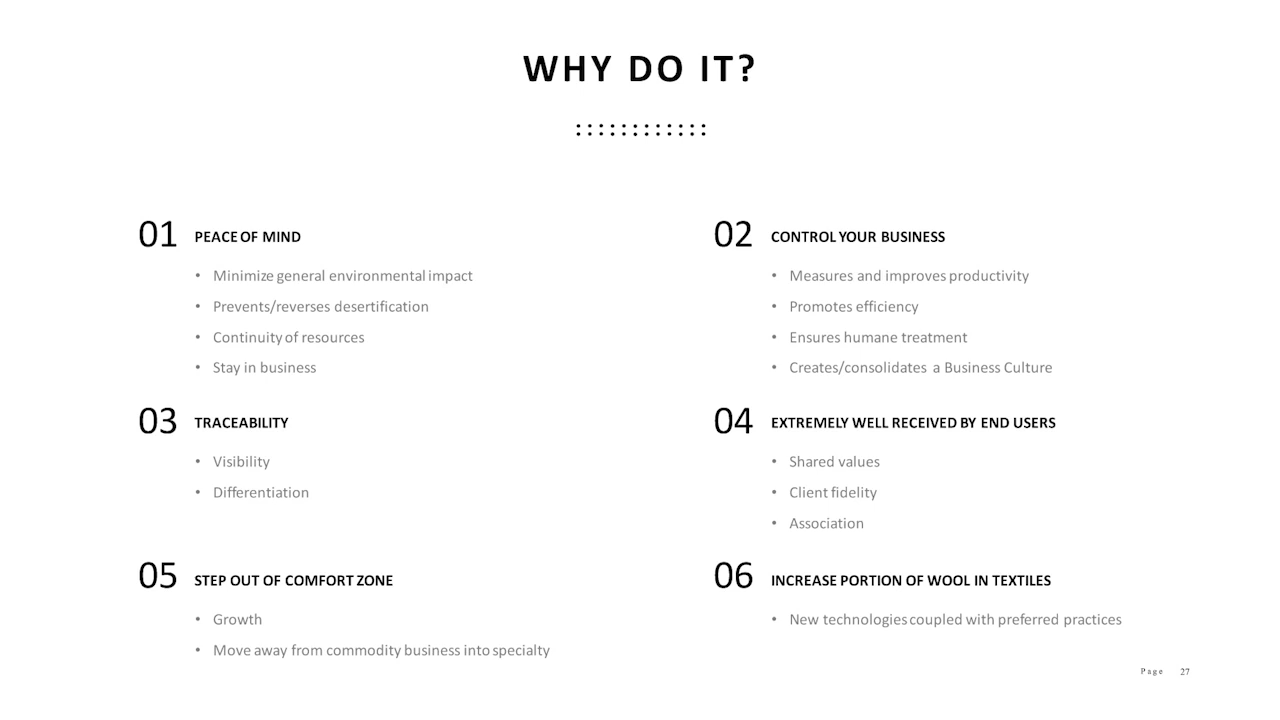 WHY DO IT?
01 PEACE OF MIND
• Minimize general environmental impact
• Prevents/reverses desertification
• Continuity of resources
• Stay in business
02 CONTROL YOUR BUSINESS
• Measures and improves productivity
• Promotes efficiency
• Ensures humane treatment
• Creates/consolidates a Business Culture
03 TRACEABILITY
• Visibility
• Differentiation
04 EXTREMELY WELL RECEIVED BY END USERS
• Shared values
• Client fidelity
• Association
05 STEP OUT OF COMFORT ZONE
• Growth
• Move away from commodity business into specialty
06 INCREASE PORTION OF WOOL IN TEXTILES
• New technologies coupled with preferred practices
Page 27